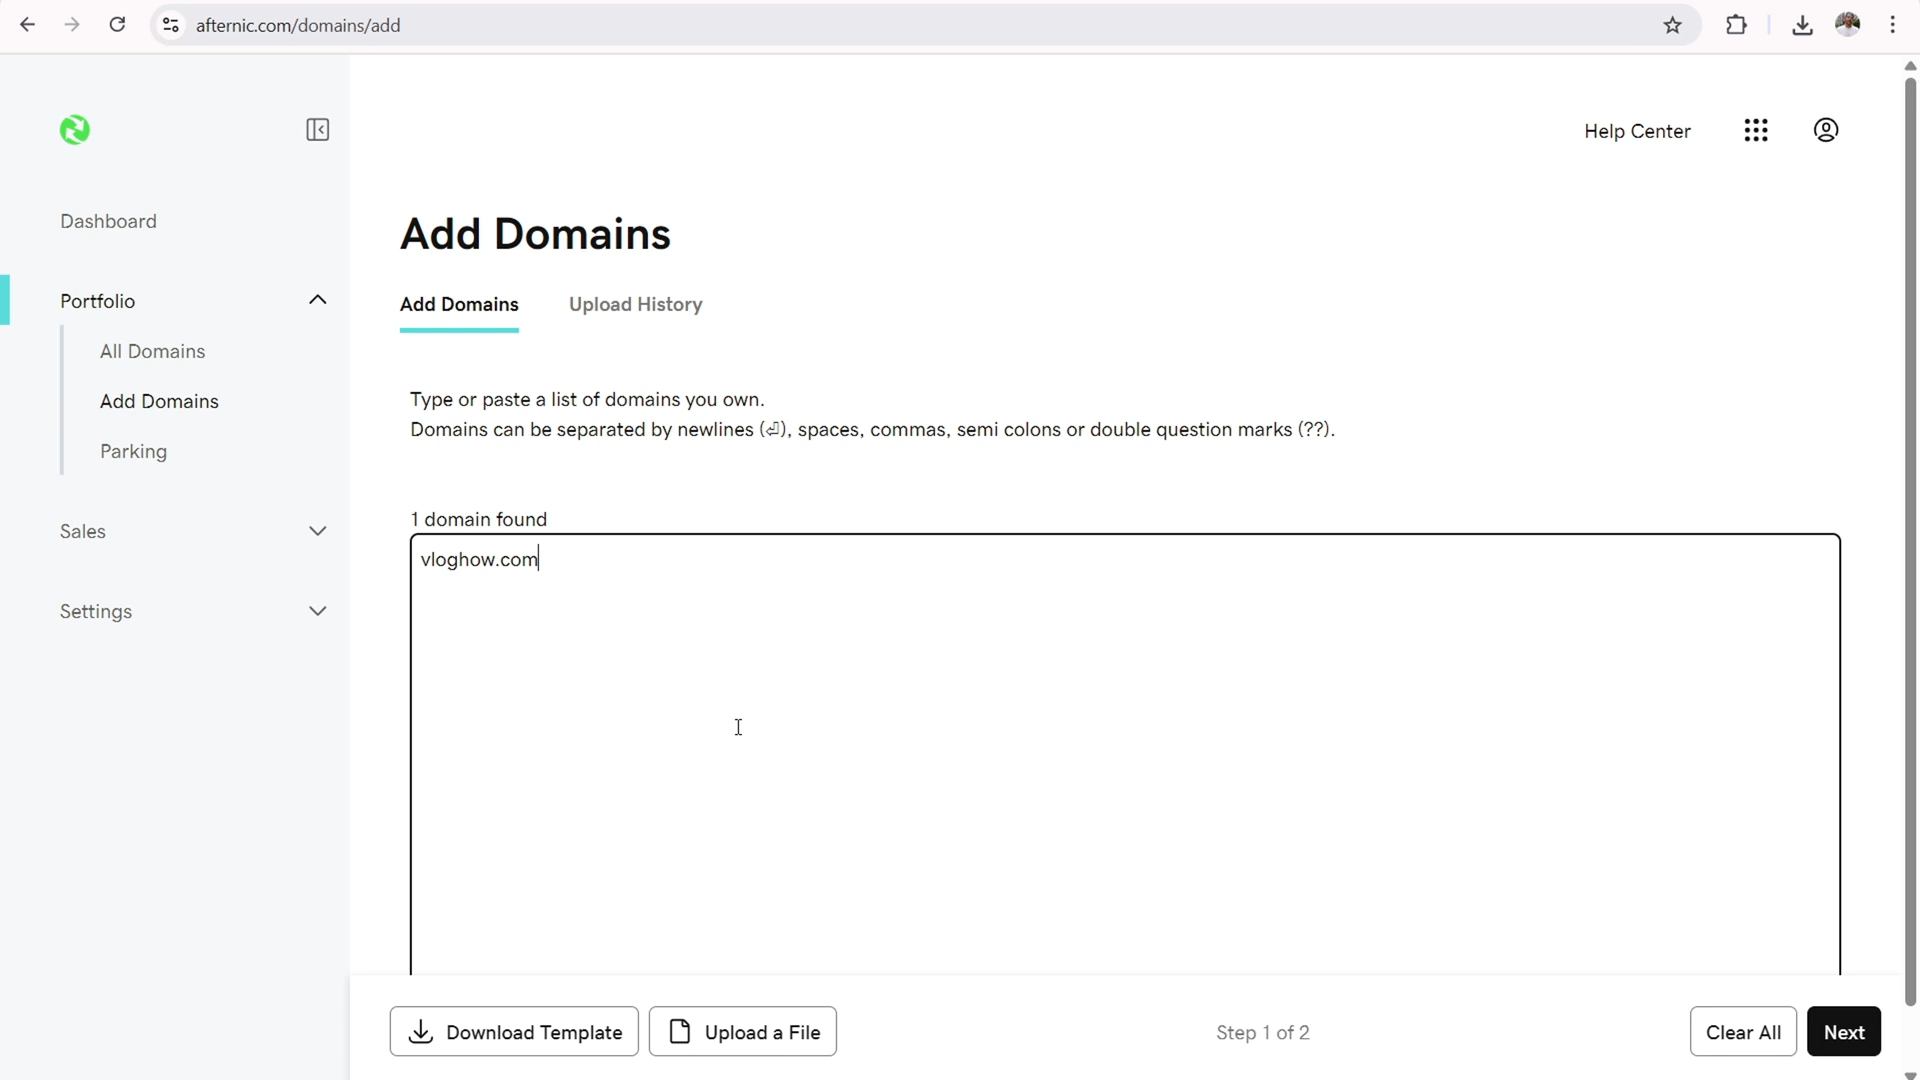 afternic.com/domains/add
Help Center
Dashboard
Portfolio
All Domains
Add Domains
Parking
Sales
Settings
Add Domains
Add Domains
Upload History
Type or paste a list of domains you own.
Domains can be separated by newlines (⏎), spaces, commas, semi colons or double question marks (??).
1 domain found
vloghow.com
Download Template
Upload a File
Step 1 of 2
Clear All
Next